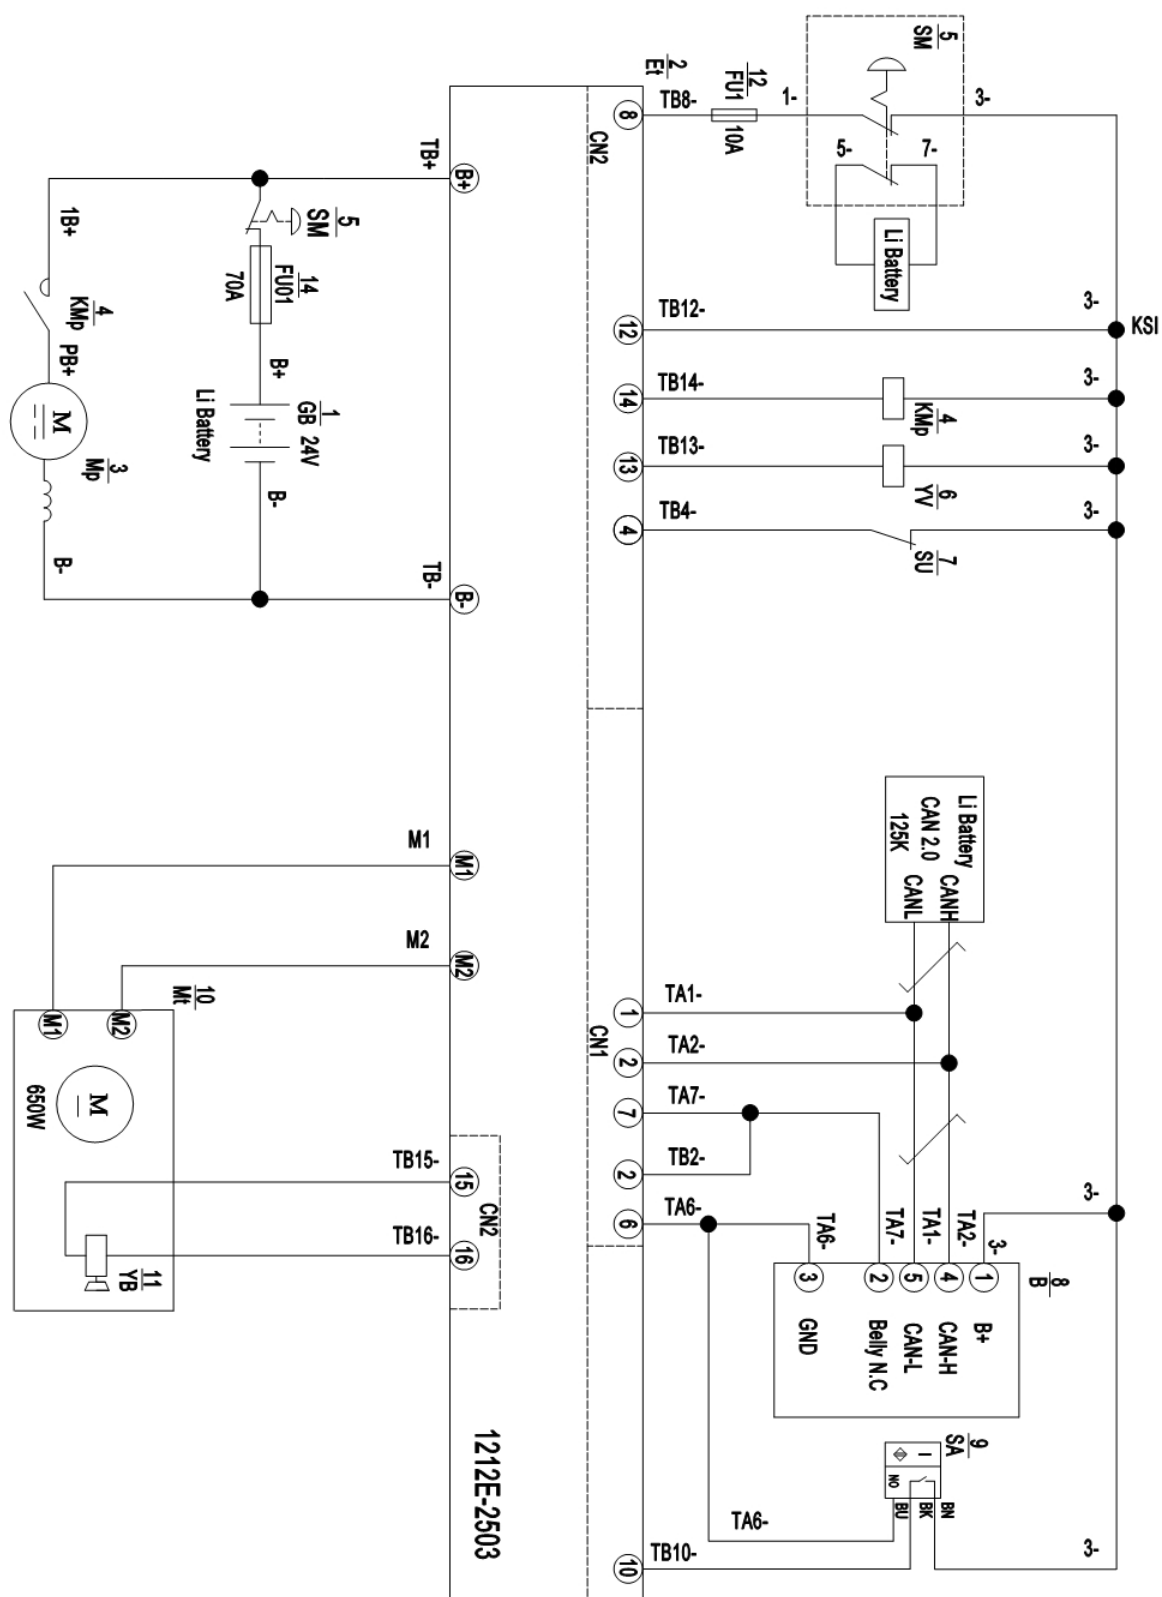 5
SM
2
Et
12
FU1
TB8-
1-
3-
8
10A
CN2
5-
7-
Li Battery
TB+
B+
1B+
5
SM
14
FU01
70A
4
KMp
PB+
B+
Li Battery
1
GB 24V
M
3
Mp
B-
B-
TB-
B-
12
TB12-
3-
KSI
14
TB14-
3-
4
KMp
13
TB13-
3-
6
YV
4
TB4-
3-
7
SU
Li Battery
CAN 2.0
125K
CANH
CANL
M1
M1
M2
M2
10
Mt
M1
M2
M
650W
TB15-
15
CN2
TB16-
16
11
YB
CN1
1
TA1-
2
TA2-
7
TA7-
2
TB2-
6
TA6-
3-
TA6-
TA7-
TA1-
TA2-
3-
3
2
5
4
1
8
B
GND
Belly N.C
CAN-L
CAN-H
B+
9
SA
I
NO
BU
BK
BN
TA6-
10
TB10-
3-
1212E-2503